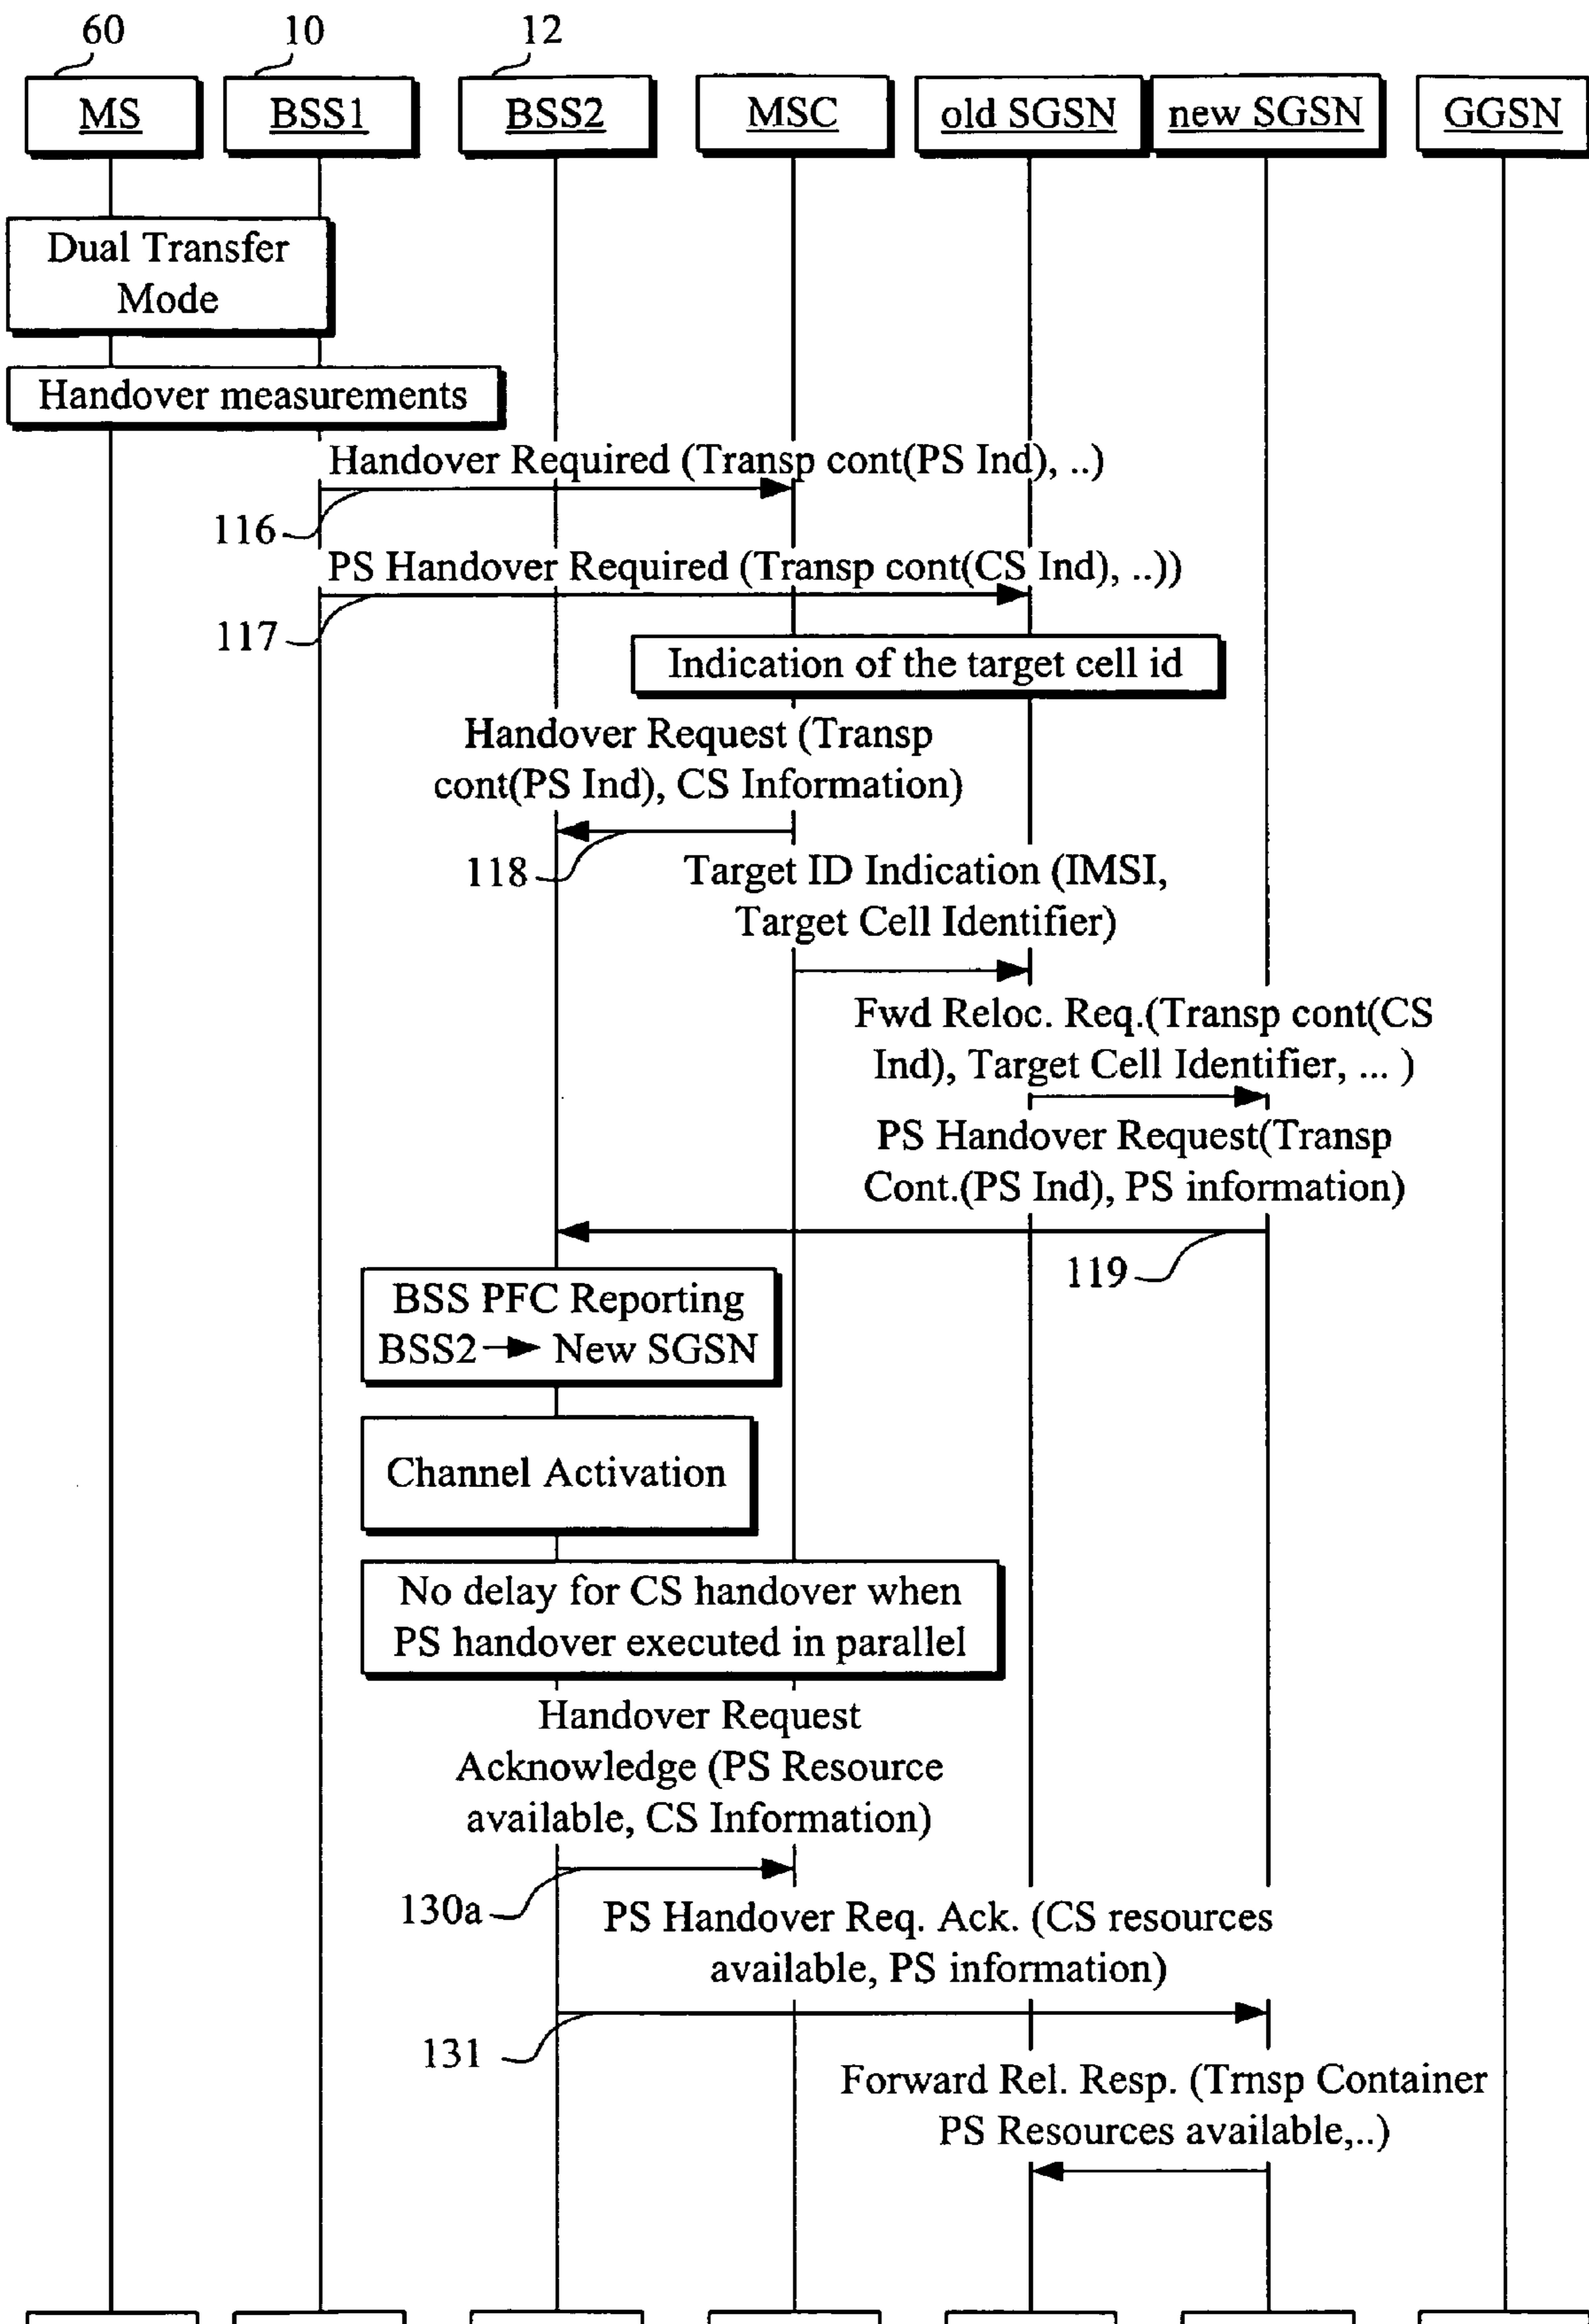 60
10
12
MS
BSS1
BSS2
MSC
old SGSN
new SGSN
GGSN
Dual Transfer
Mode
Handover measurements
Handover Required (Transp cont(PS Ind), ..)
116
PS Handover Required (Transp cont(CS Ind), ..))
117
Indication of the target cell id
Handover Request (Transp
cont(PS Ind), CS Information)
118
Target ID Indication (IMSI,
Target Cell Identifier)
Fwd Reloc. Req.(Transp cont(CS
Ind), Target Cell Identifier, ... )
PS Handover Request(Transp
Cont.(PS Ind), PS information)
119
BSS PFC Reporting
BSS2 → New SGSN
Channel Activation
No delay for CS handover when
PS handover executed in parallel
Handover Request
Acknowledge (PS Resource
available, CS Information)
130a
PS Handover Req. Ack. (CS resources
available, PS information)
131
Forward Rel. Resp. (Trnsp Container
PS Resources available,..)